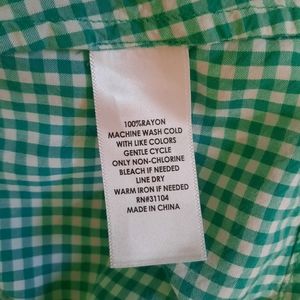 100%RAYON
MACHINE WASH COLD
WITH LIKE COLORS
GENTLE CYCLE
ONLY NON-CHLORINE
BLEACH IF NEEDED
LINE DRY
WARM IRON IF NEEDED
RN#31104
MADE IN CHINA